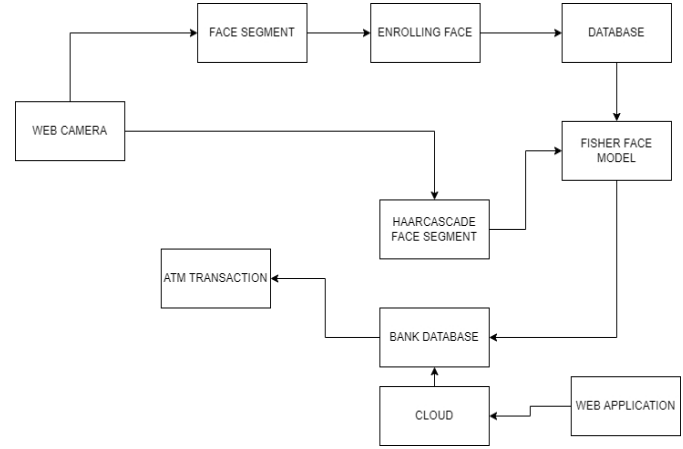 FACE SEGMENT
ENROLLING FACE
DATABASE
WEB CAMERA
FISHER FACE
MODEL
HAARCASCADE
FACE SEGMENT
ATM TRANSACTION
BANK DATABASE
CLOUD
WEB APPLICATION